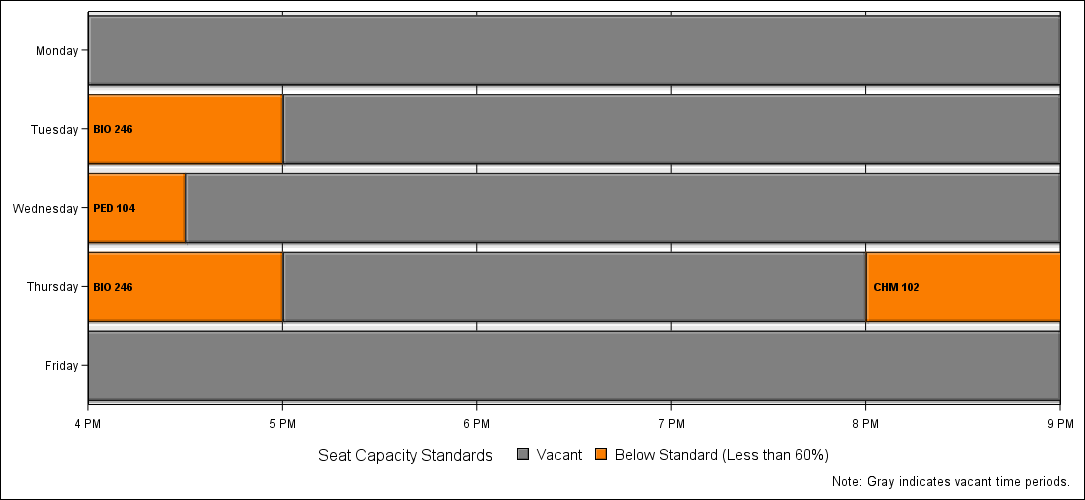 Monday
Tuesday
BIO 246
Wednesday
PED 104
Thursday
BIO 246
CHM 102
Friday
4 PM
5 PM
6 PM
7 PM
8 PM
9 PM
Seat Capacity Standards
Vacant
Below Standard (Less than 60%)
Note: Gray indicates vacant time periods.